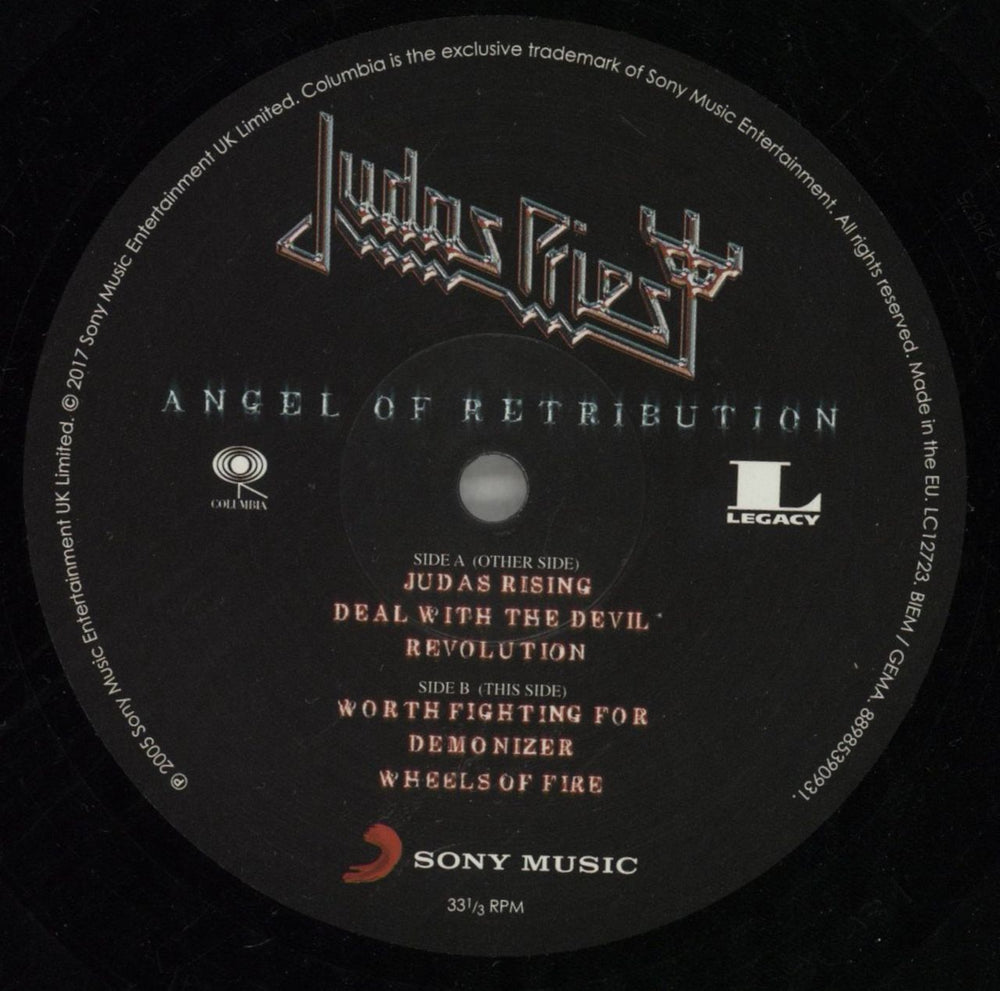 ℗ 2005 Sony Music Entertainment UK Limited. © 2017 Sony Music Entertainment UK Limited. Columbia is the exclusive trademark of Sony Music Entertainment. All rights reserved. Made in the EU. LC12723. BIEM / GEMA. 88985390931.
Judas Priest
ANGEL OF RETRIBUTION
COLUMBIA
L
LEGACY
SIDE A (OTHER SIDE)
JUDAS RISING
DEAL WITH THE DEVIL
REVOLUTION
SIDE B (THIS SIDE)
WORTH FIGHTING FOR
DEMONIZER
WHEELS OF FIRE
SONY MUSIC
33 1/3 RPM